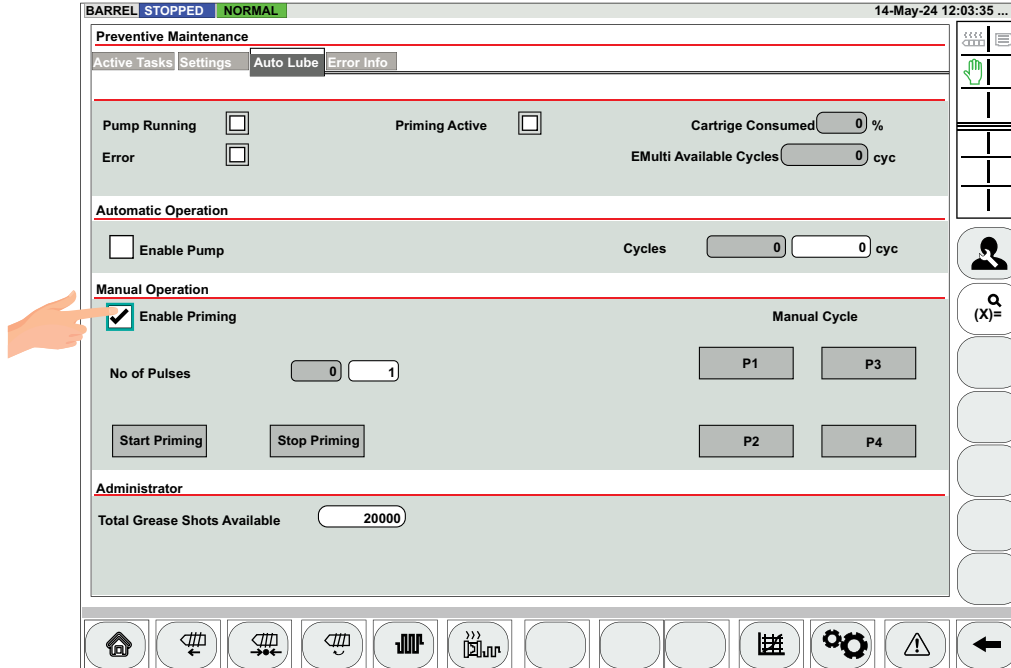 BARREL STOPPED NORMAL 14-May-24 12:03:35 ...
Preventive Maintenance
Active Tasks Settings Auto Lube Error Info
Pump Running Priming Active Cartrige Consumed 0 %
Error EMulti Available Cycles 0 cyc
Automatic Operation
Enable Pump Cycles 0 0 cyc
Manual Operation
Enable Priming Manual Cycle
(X)=
No of Pulses 0 1 P1 P3
Start Priming Stop Priming P2 P4
Administrator
Total Grease Shots Available 20000